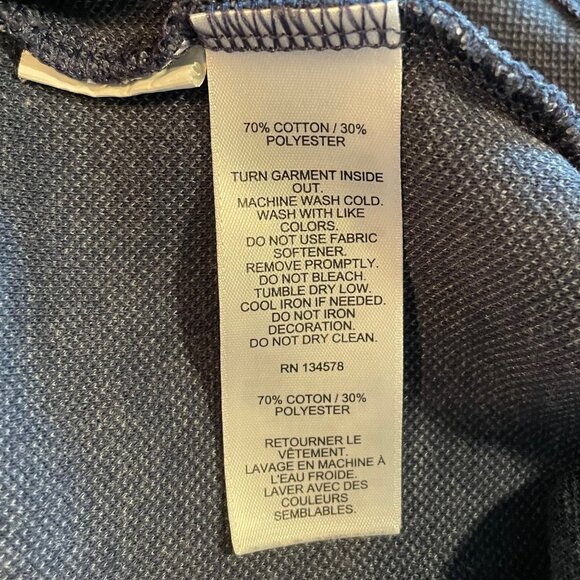 70% COTTON / 30%
POLYESTER
TURN GARMENT INSIDE
OUT.
MACHINE WASH COLD.
WASH WITH LIKE
COLORS.
DO NOT USE FABRIC
SOFTENER.
REMOVE PROMPTLY.
DO NOT BLEACH.
TUMBLE DRY LOW.
COOL IRON IF NEEDED.
DO NOT IRON
DECORATION.
DO NOT DRY CLEAN.
RN 134578
70% COTON / 30%
POLYESTER
RETOURNER LE
VÊTEMENT.
LAVAGE EN MACHINE À
L'EAU FROIDE.
LAVER AVEC DES
COULEURS
SEMBLABLES.